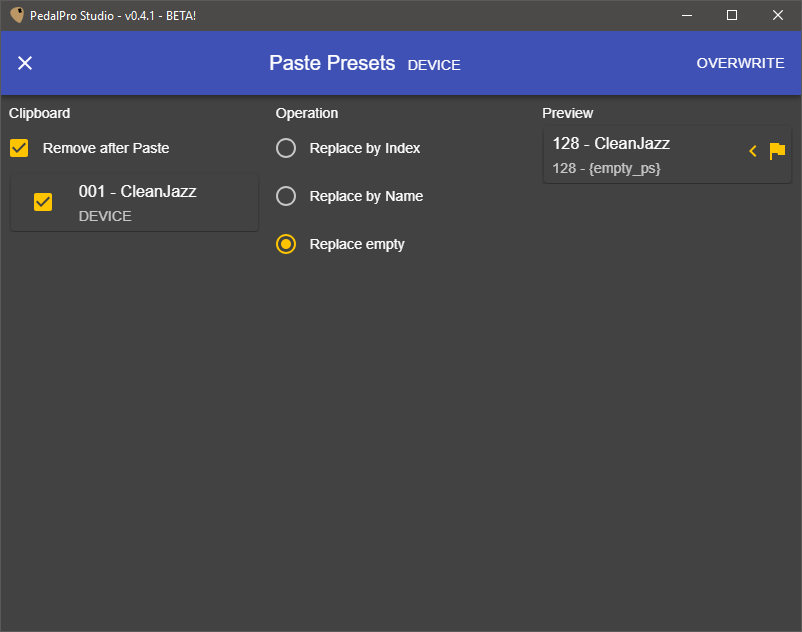 PedalPro Studio - v0.4.1 - BETA!
Paste Presets DEVICE
OVERWRITE
Clipboard
Remove after Paste
001 - CleanJazz
DEVICE
Operation
Replace by Index
Replace by Name
Replace empty
Preview
128 - CleanJazz
128 - {empty_ps}